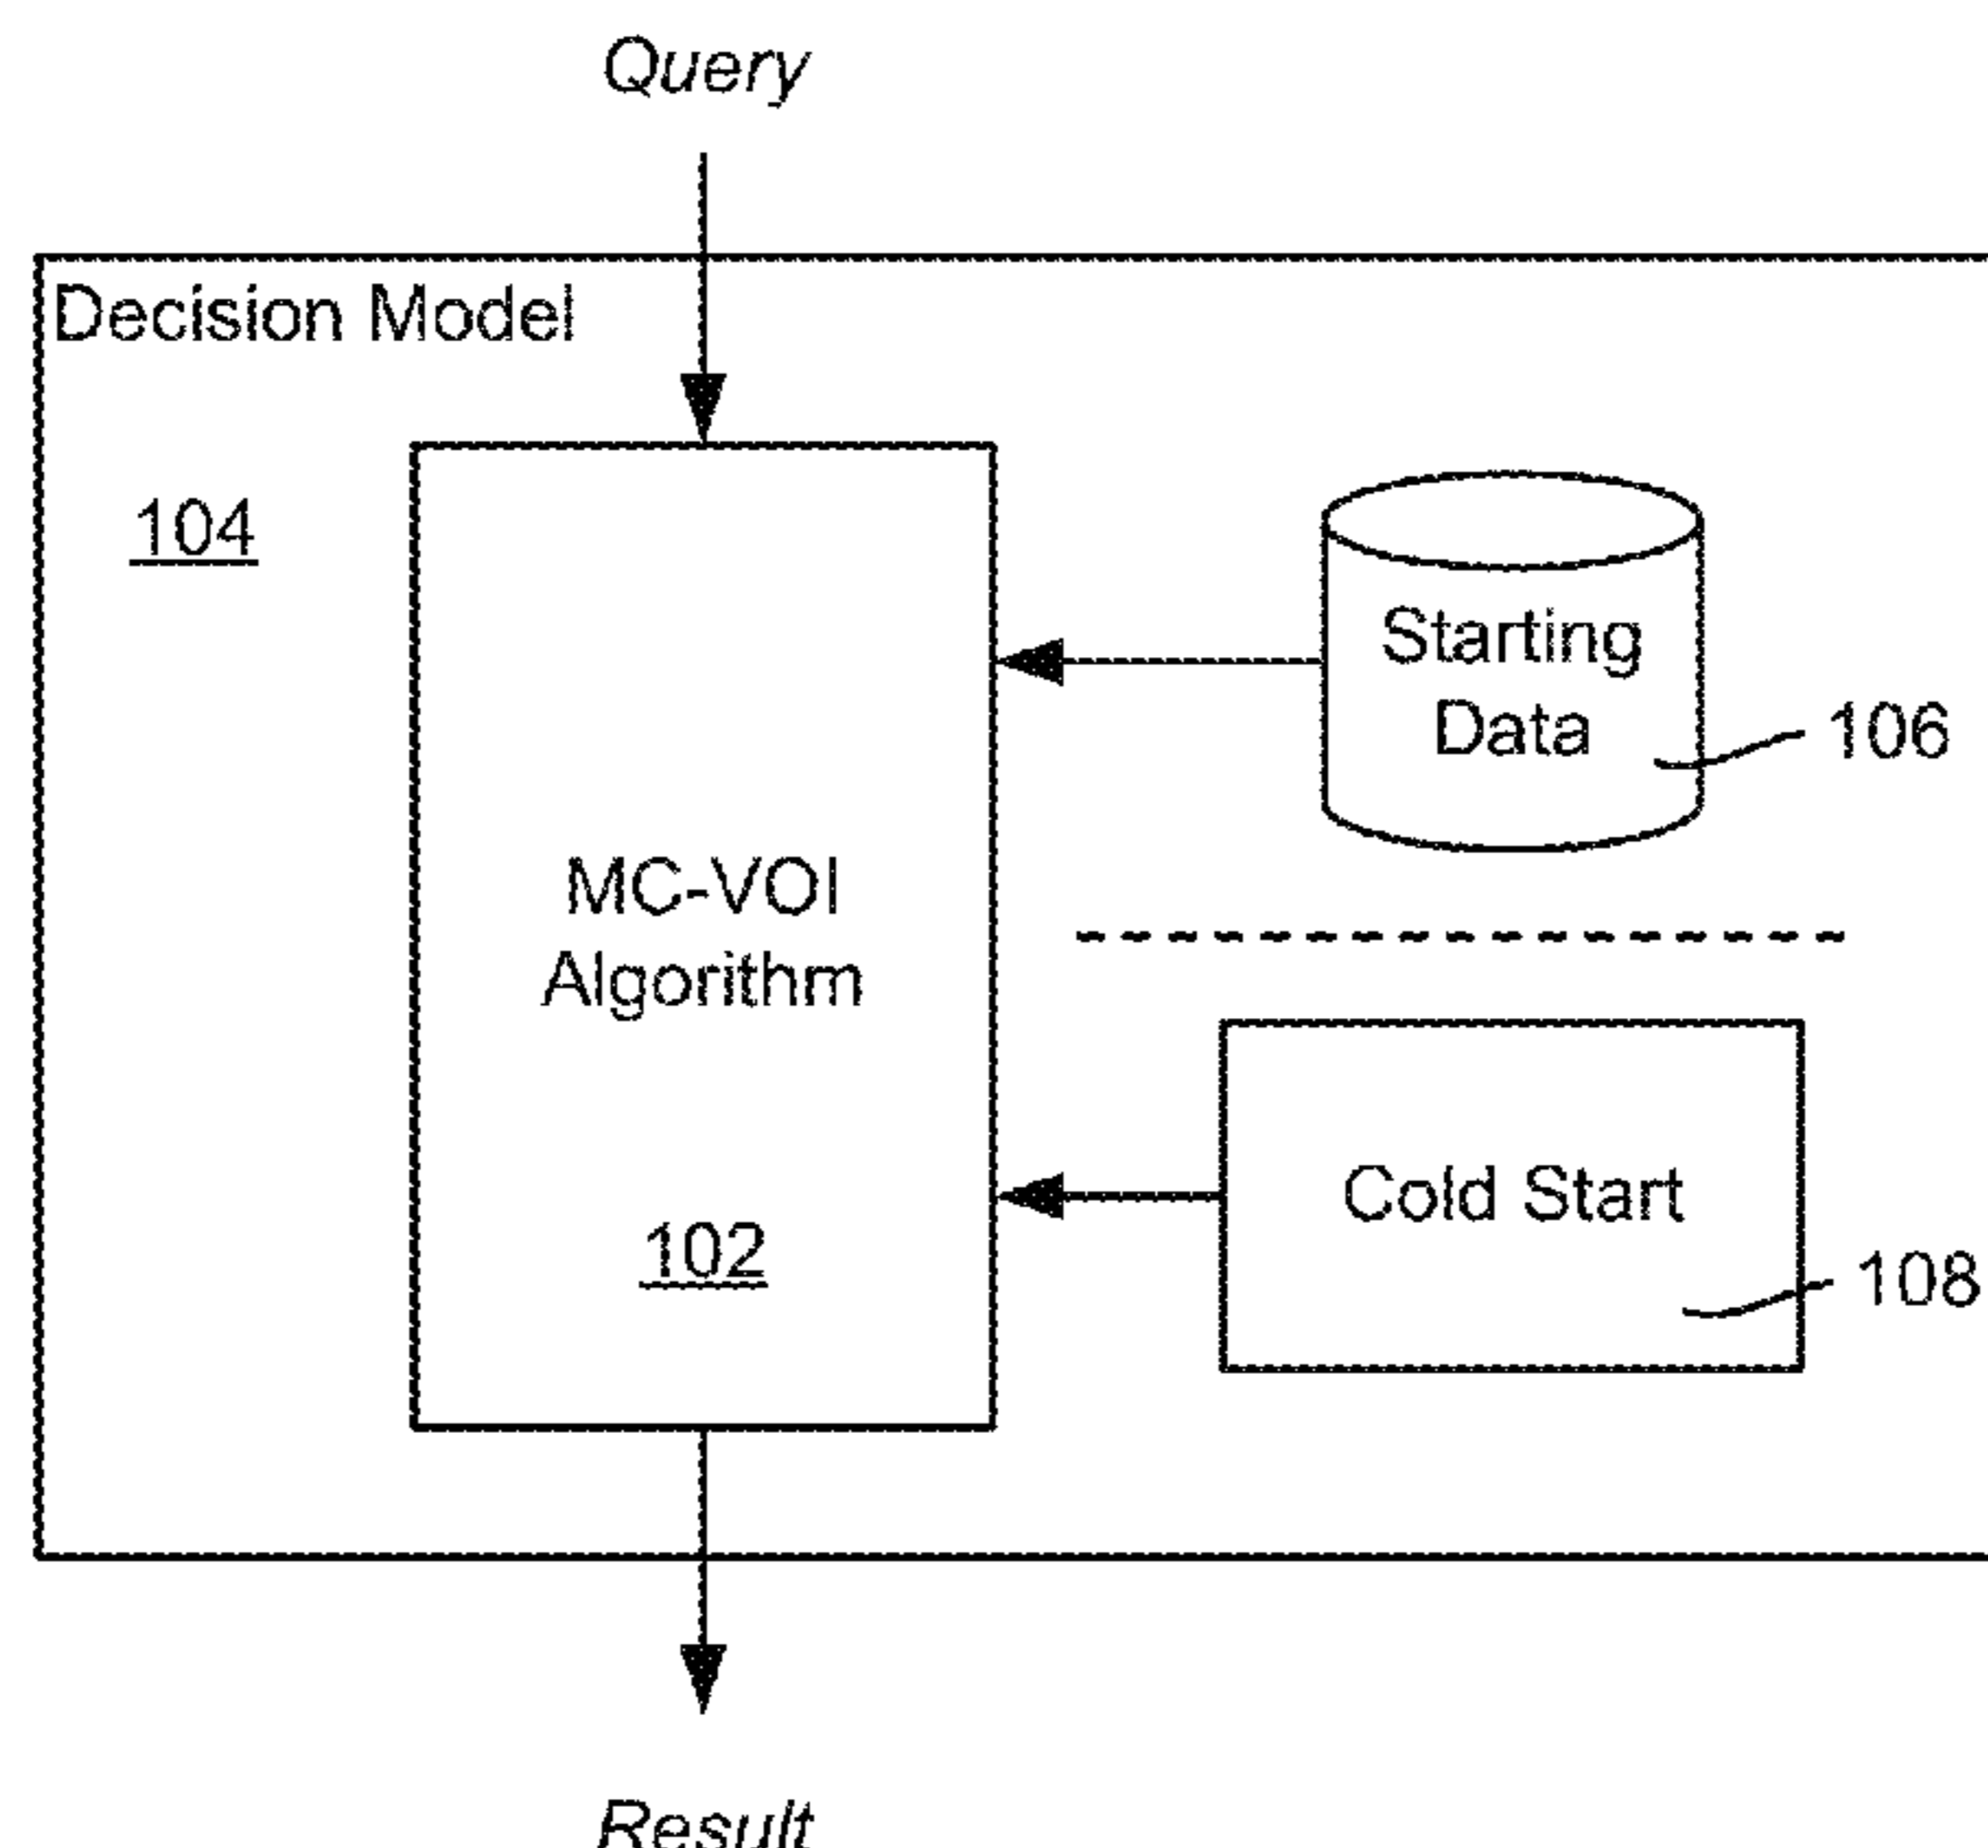 Query
Decision Model
104
Starting
Data
106
MC-VOI
Algorithm
102
Cold Start
108
Result